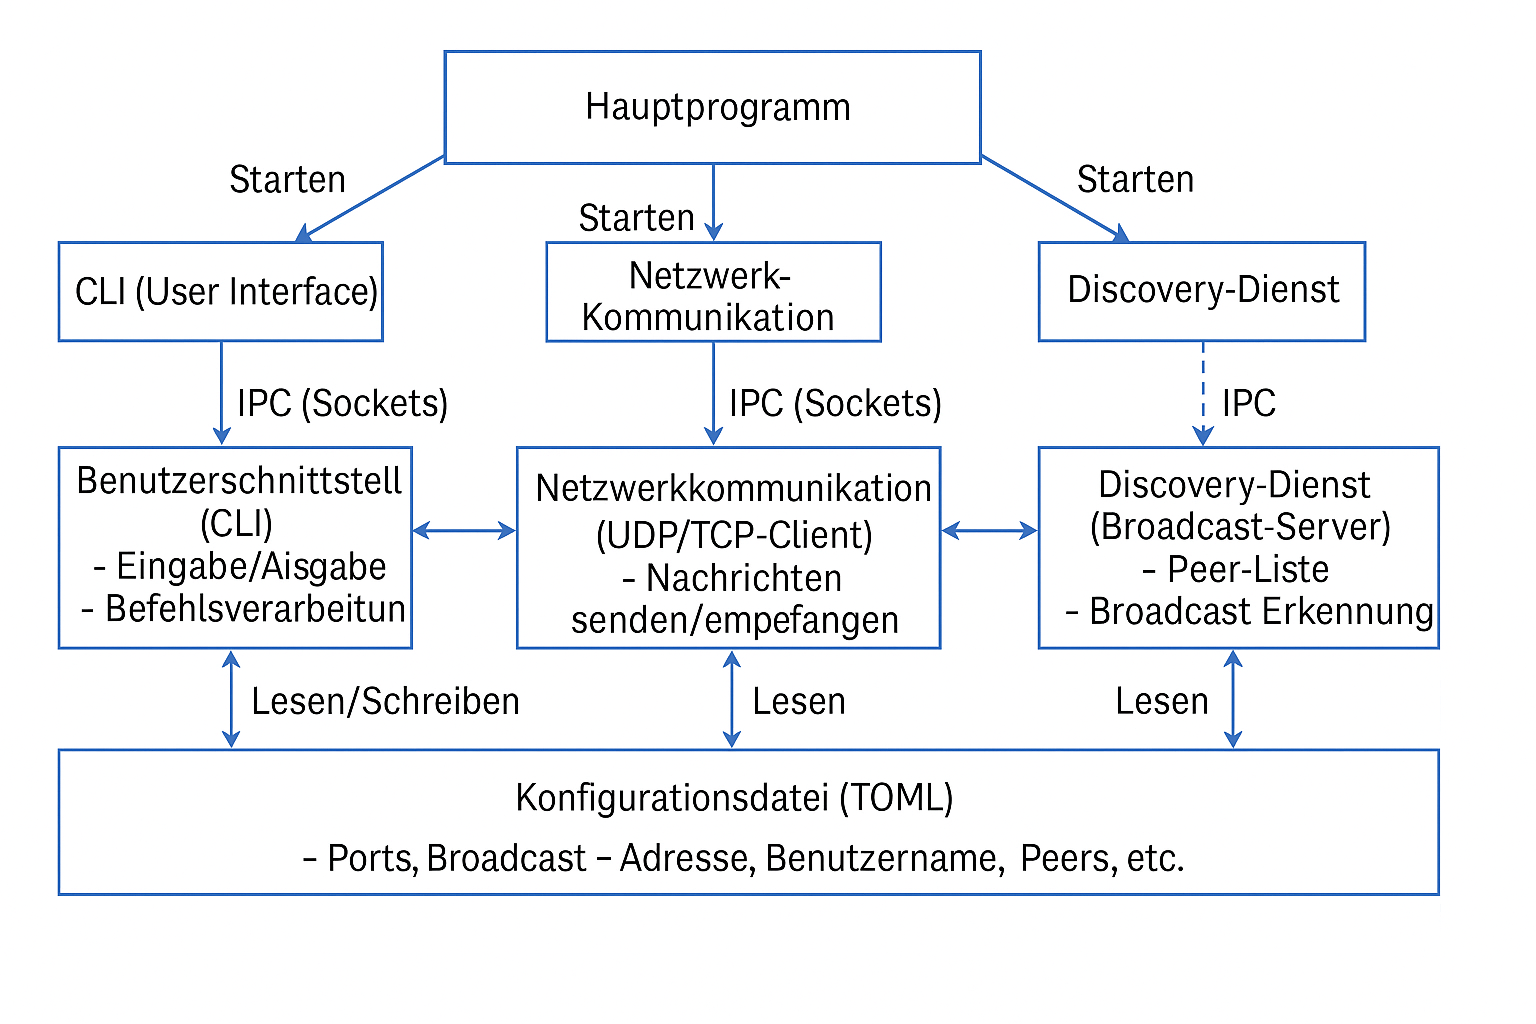 Hauptprogramm
Starten
Starten
Starten
CLI (User Interface)
Netzwerk-
Kommunikation
Discovery-Dienst
IPC (Sockets)
IPC (Sockets)
IPC
Benutzerschnittstell
(CLI)
- Eingabe/Aisgabe
- Befehlsverarbeitun
Netzwerkkommunikation
(UDP/TCP-Client)
- Nachrichten
senden/empefangen
Discovery-Dienst
(Broadcast-Server)
- Peer-Liste
- Broadcast Erkennung
Lesen/Schreiben
Lesen
Lesen
Konfigurationsdatei (TOML)
- Ports, Broadcast - Adresse, Benutzername, Peers, etc.